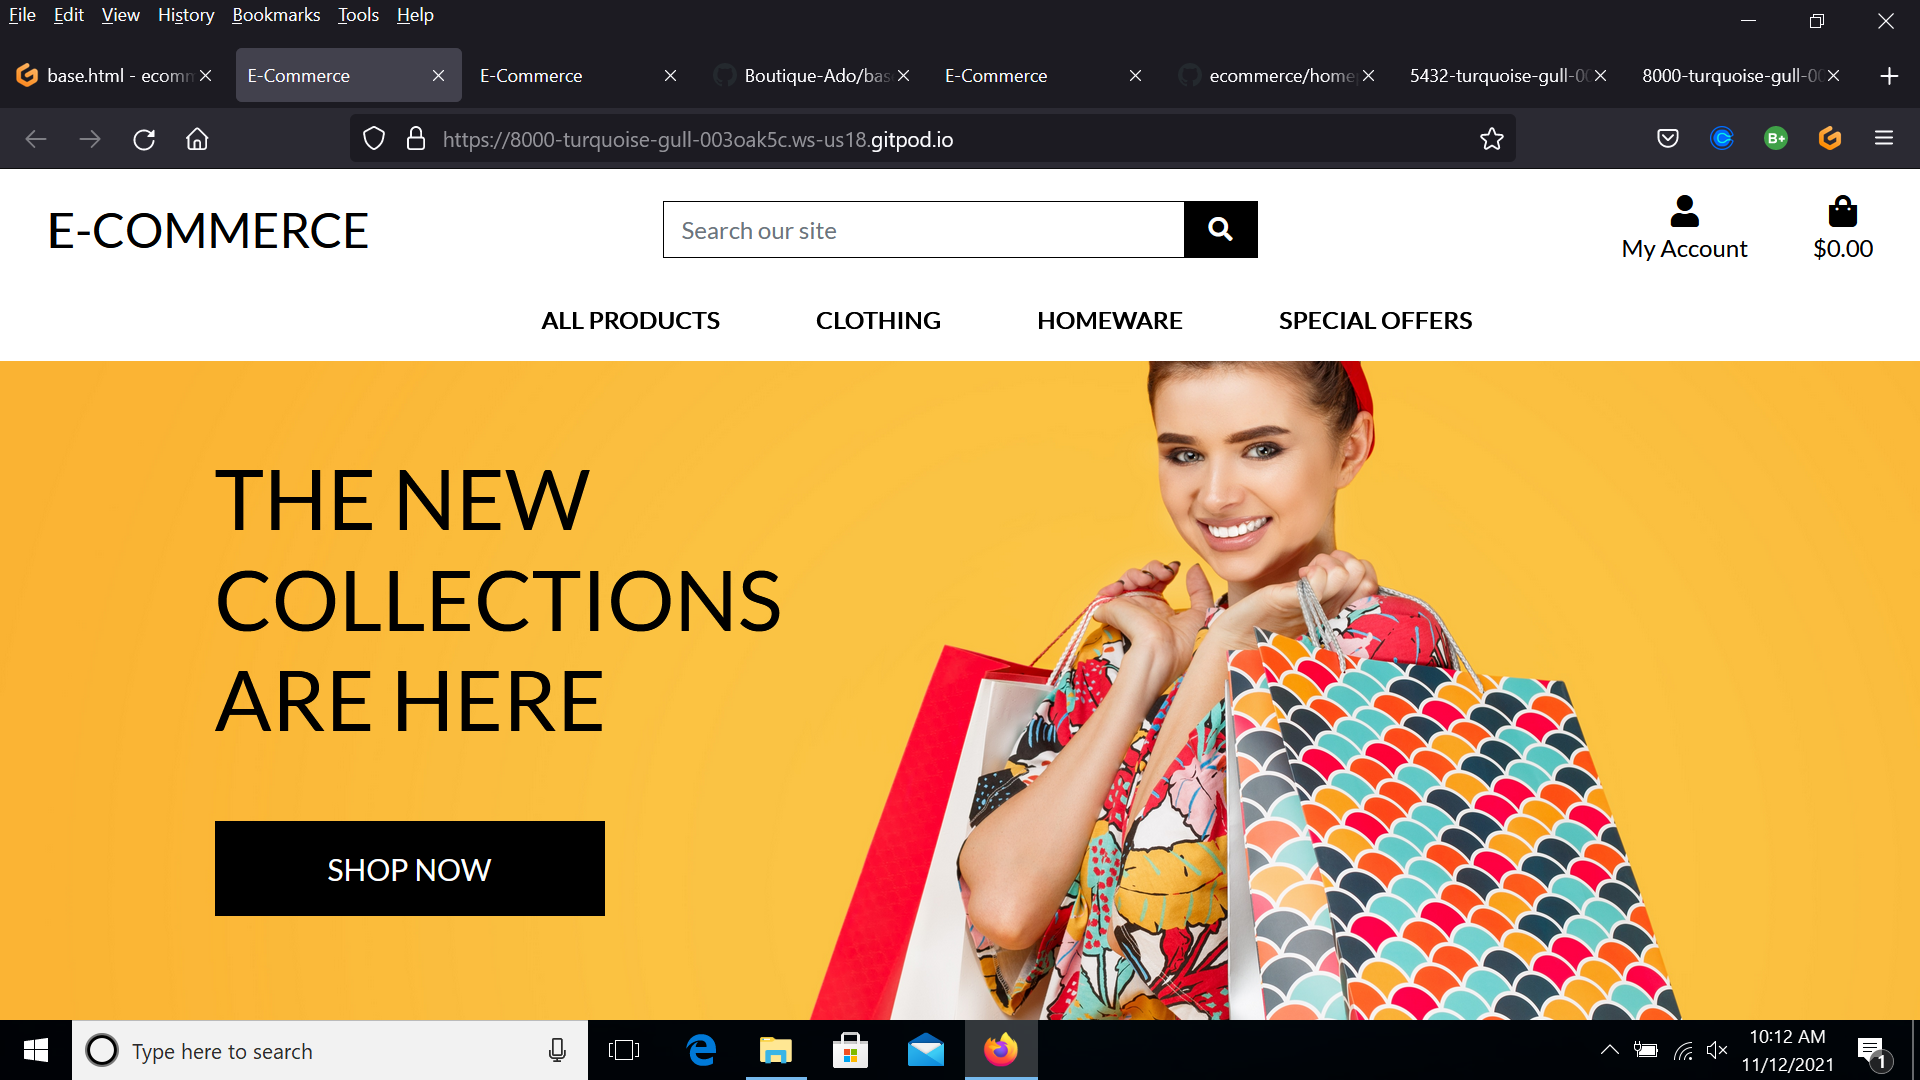 File Edit View History Bookmarks Tools Help
base.html - ecomm
E-Commerce
E-Commerce
Boutique-Ado/bas
E-Commerce
ecommerce/home
5432-turquoise-gull-00
8000-turquoise-gull-00
https://8000-turquoise-gull-003oak5c.ws-us18.gitpod.io
B+
E-COMMERCE
Search our site
My Account
$0.00
ALL PRODUCTS
CLOTHING
HOMEWARE
SPECIAL OFFERS
THE NEW
COLLECTIONS
ARE HERE
SHOP NOW
Type here to search
10:12 AM
11/12/2021
1